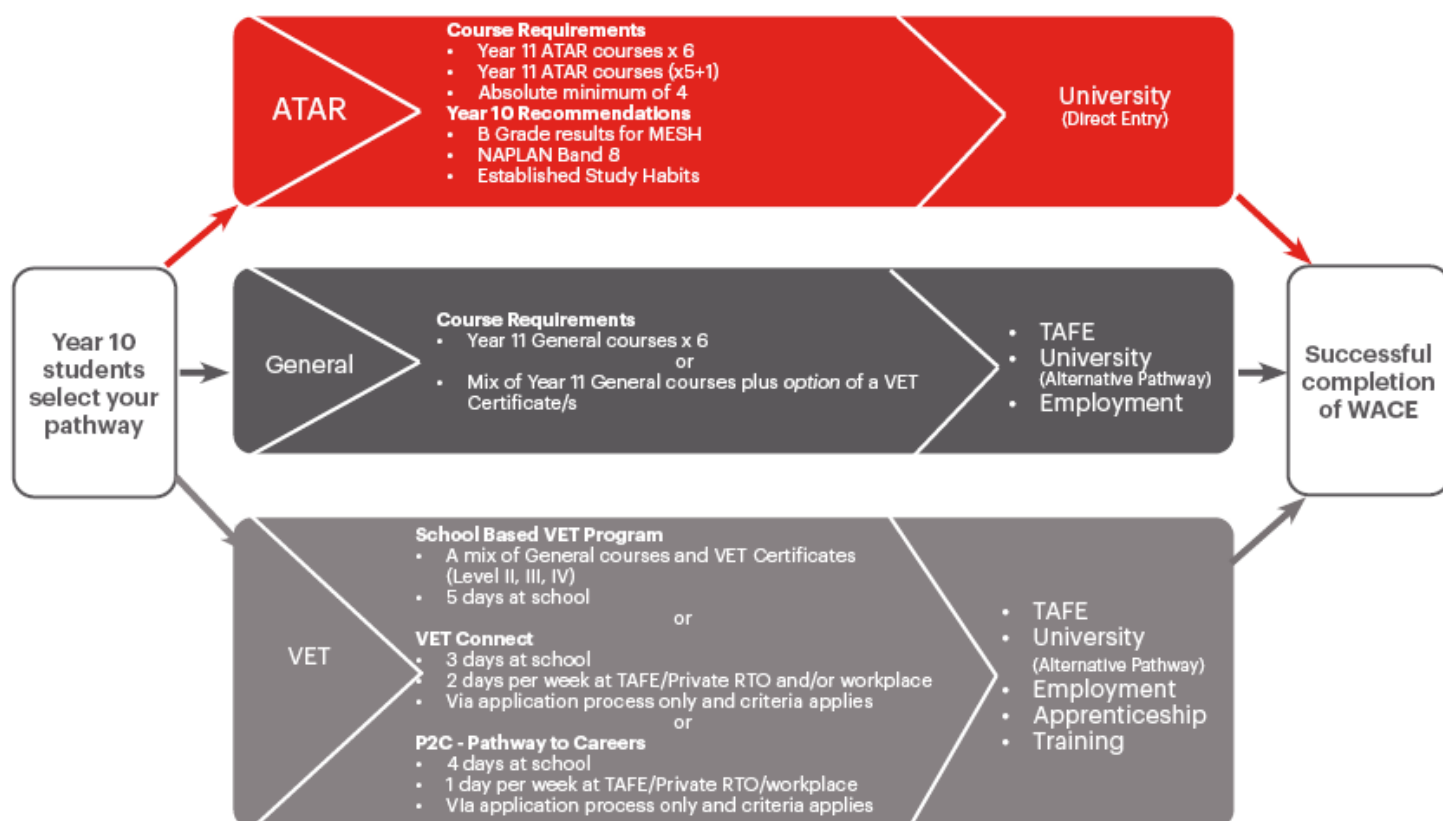 Year 10
students
select your
pathway
ATAR
Course Requirements
• Year 11 ATAR courses x 6
• Year 11 ATAR courses (x5+1)
• Absolute minimum of 4
Year 10 Recommendations
• B Grade results for MESH
• NAPLAN Band 8
• Established Study Habits
University
(Direct Entry)
General
Course Requirements
• Year 11 General courses x 6
or
• Mix of Year 11 General courses plus option of a VET
Certificate/s
• TAFE
• University
(Alternative Pathway)
• Employment
VET
School Based VET Program
• A mix of General courses and VET Certificates
(Level II, III, IV)
• 5 days at school
or
VET Connect
• 3 days at school
• 2 days per week at TAFE/Private RTO and/or workplace
• Via application process only and criteria applies
or
P2C - Pathway to Careers
• 4 days at school
• 1 day per week at TAFE/Private RTO/workplace
• VIa application process only and criteria applies
• TAFE
• University
(Alternative Pathway)
• Employment
• Apprenticeship
• Training
Successful
completion
of WACE